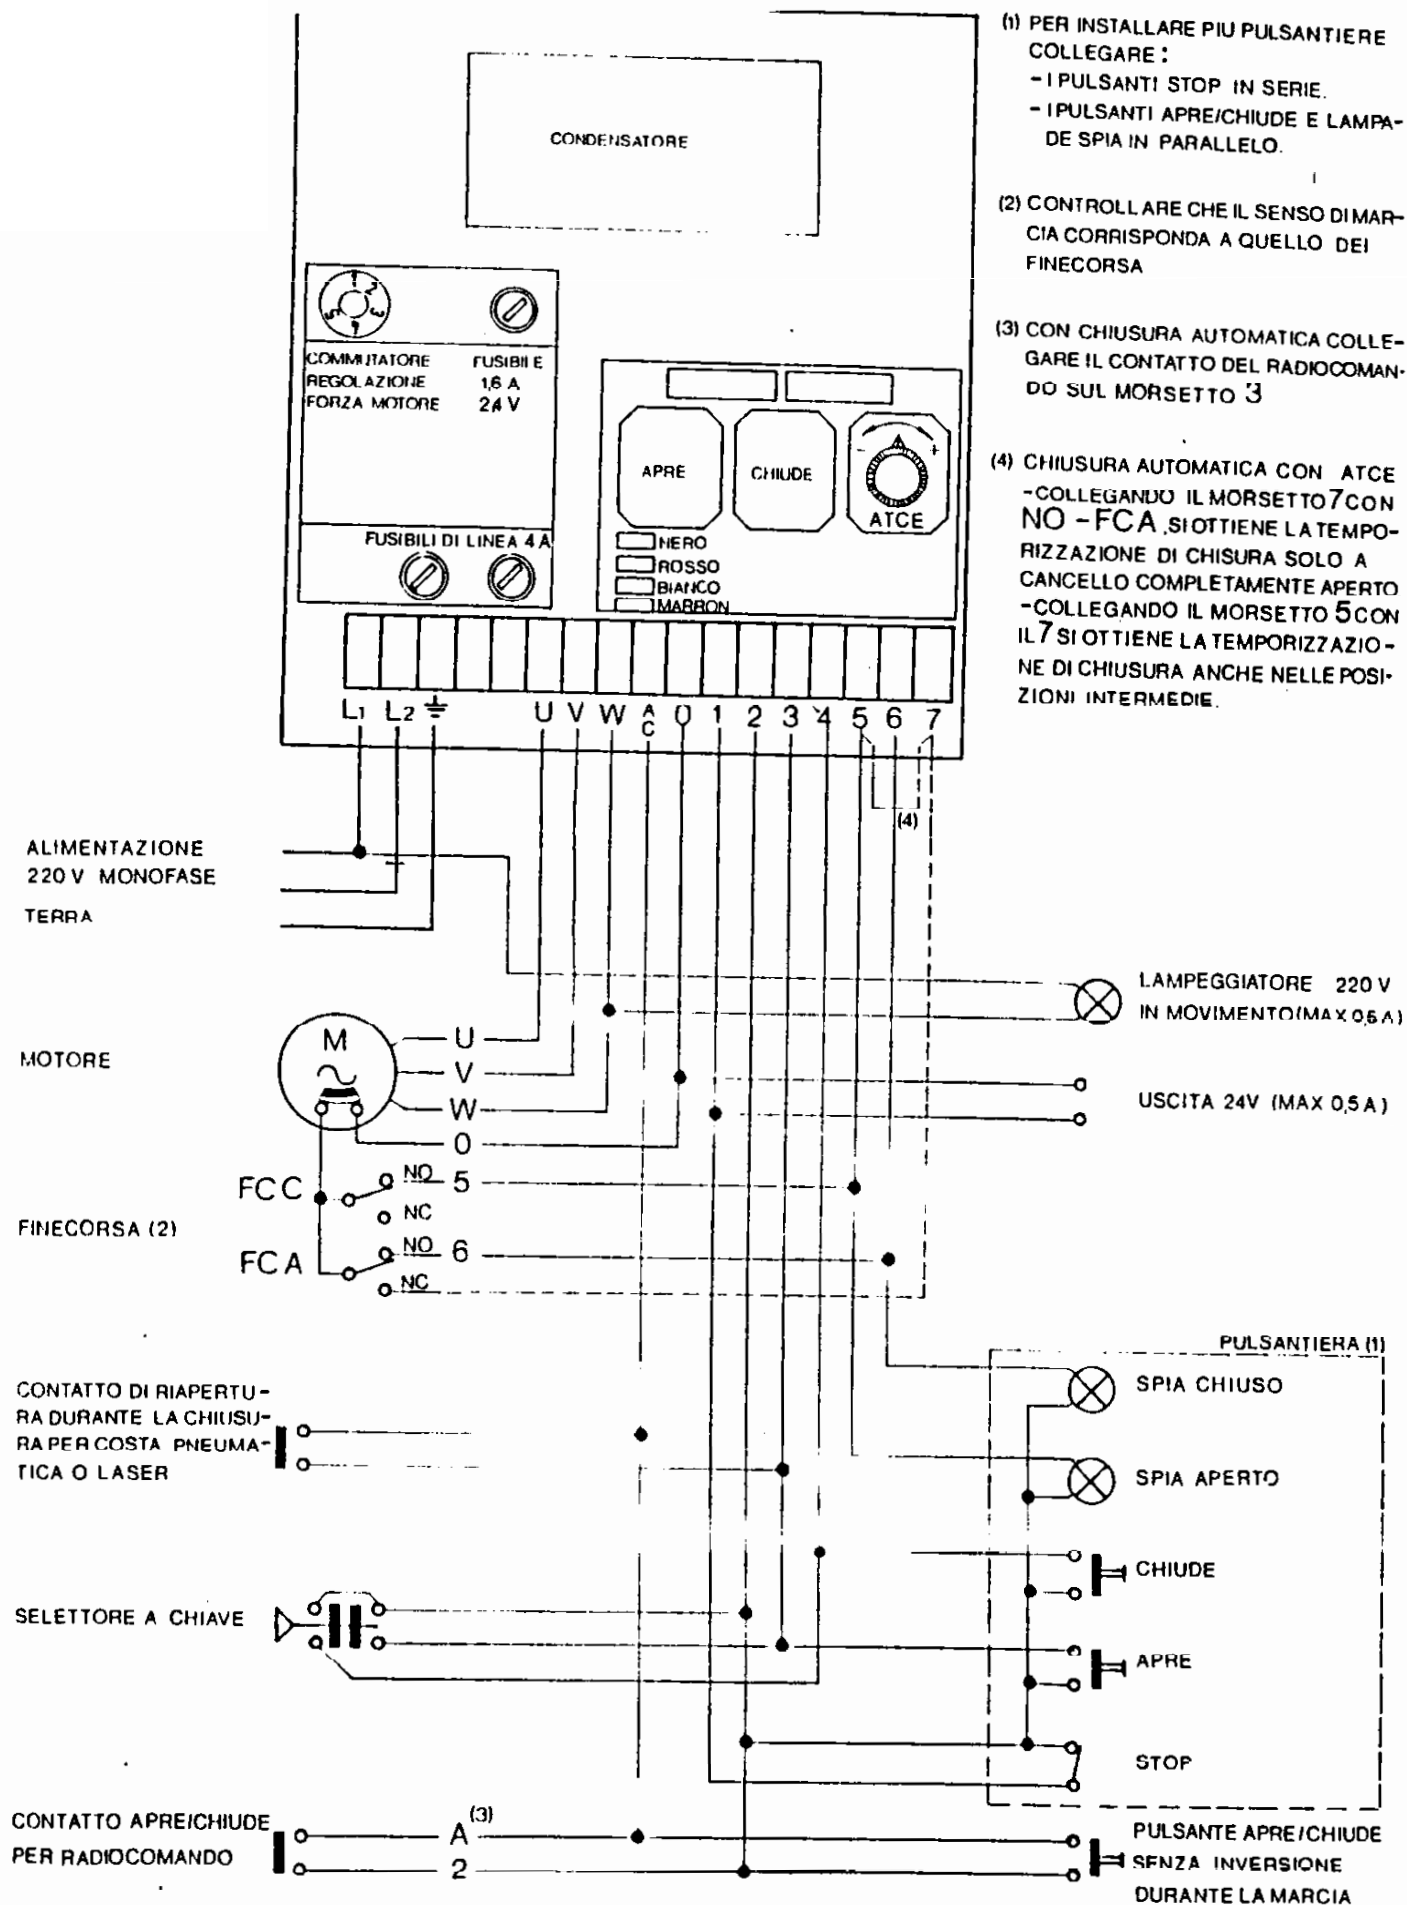 (1) PER INSTALLARE PIU PULSANTIERE
COLLEGARE:
- I PULSANTI STOP IN SERIE.
- I PULSANTI APRE/CHIUDE E LAMPA-
DE SPIA IN PARALLELO.
(2) CONTROLLARE CHE IL SENSO DI MAR-
CIA CORRISPONDA A QUELLO DEI
FINECORSA
(3) CON CHIUSURA AUTOMATICA COLLE-
GARE IL CONTATTO DEL RADIOCOMAN-
DO SUL MORSETTO 3
(4) CHIUSURA AUTOMATICA CON ATCE
-COLLEGANDO IL MORSETTO 7 CON
NO - FCA, SI OTTIENE LA TEMPO-
RIZZAZIONE DI CHISURA SOLO A
CANCELLO COMPLETAMENTE APERTO
-COLLEGANDO IL MORSETTO 5 CON
IL 7 SI OTTIENE LA TEMPORIZZAZIO-
NE DI CHIUSURA ANCHE NELLE POSI-
ZIONI INTERMEDIE.
CONDENSATORE
1 2 3 4 5
COMMUTATORE FUSIBILE
REGOLAZIONE 1,6 A
FORZA MOTORE 24 V
FUSIBILI DI LINEA 4 A
APRE CHIUDE - +
ATCE
NERO
ROSSO
BIANCO
MARRON
L1 L2 U V W AC 0 1 2 3 4 5 6 7
(4)
ALIMENTAZIONE
220 V MONOFASE
TERRA
LAMPEGGIATORE 220 V
IN MOVIMENTO (MAX 0,6 A)
MOTORE
M
U
V
W
0
USCITA 24V (MAX 0,5 A)
FCC NO 5
NC
FINECORSA (2)
FCA NO 6
NC
PULSANTIERA (1)
SPIA CHIUSO
SPIA APERTO
CHIUDE
APRE
STOP
CONTATTO DI RIAPERTU-
RA DURANTE LA CHIUSU-
RA PER COSTA PNEUMA-
TICA O LASER
SELETTORE A CHIAVE
CONTATTO APRE/CHIUDE
PER RADIOCOMANDO
A (3)
2
PULSANTE APRE/CHIUDE
SENZA INVERSIONE
DURANTE LA MARCIA